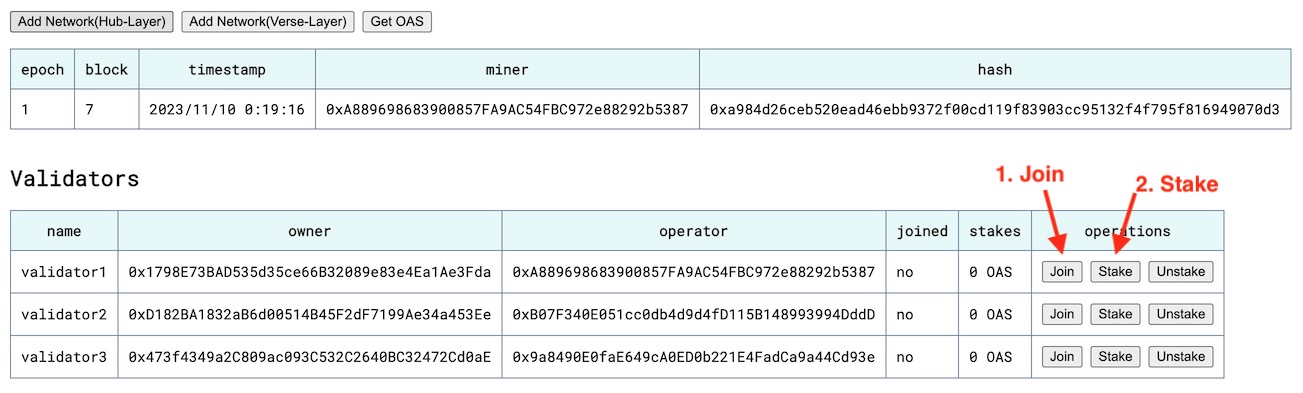 Add Network(Hub-Layer) Add Network(Verse-Layer) Get OAS
epoch block timestamp miner hash
1 7 2023/11/10 0:19:16 0xA889698683900857FA9AC54FBC972e88292b5387 0xa984d26ceb520ead46ebb9372f00cd119f83903cc95132f4f795f816949070d3
Validators
1. Join
2. Stake
name owner operator joined stakes operations
validator1 0x1798E73BAD535d35ce66B32089e83e4Ea1Ae3Fda 0xA889698683900857FA9AC54FBC972e88292b5387 no 0 OAS Join Stake Unstake
validator2 0xD182BA1832aB6d00514B45F2dF7199Ae34a453Ee 0xB07F340E051cc0db4d9d4fD115B148993994DddD no 0 OAS Join Stake Unstake
validator3 0x473f4349a2C809ac093C532C2640BC32472Cd0aE 0x9a8490E0faE649cA0ED0b221E4FadCa9a44Cd93e no 0 OAS Join Stake Unstake